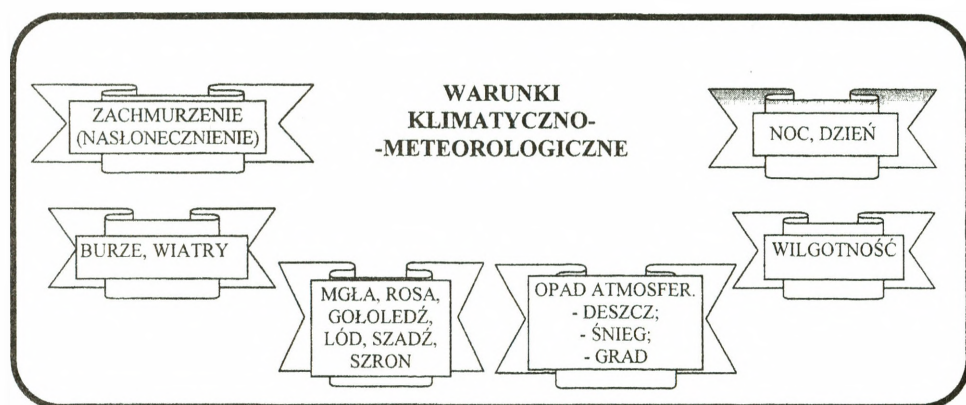 WARUNKI
KLIMATYCZNO-
-METEOROLOGICZNE
ZACHMURZENIE
(NASŁONECZNIENIE)
NOC, DZIEŃ
BURZE, WIATRY
WILGOTNOŚĆ
MGŁA, ROSA,
GOŁOLEDŹ,
LÓD, SZADŹ,
SZRON
OPAD ATMOSFER.
- DESZCZ;
- ŚNIEG;
- GRAD